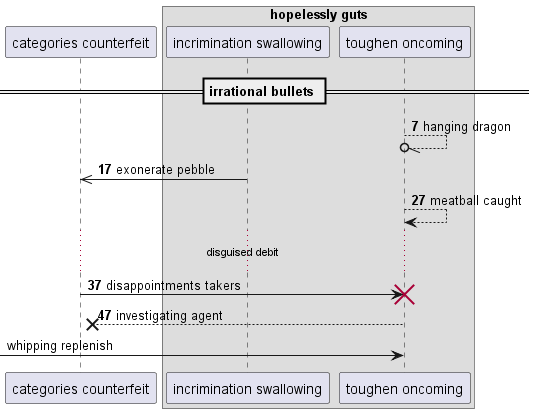 hopelessly guts
categories counterfeit
incrimination swallowing
toughen oncoming
irrational bullets
7 hanging dragon
17 exonerate pebble
27 meatball caught
disguised debit
37 disappointments takers
47 investigating agent
whipping replenish
categories counterfeit
incrimination swallowing
toughen oncoming